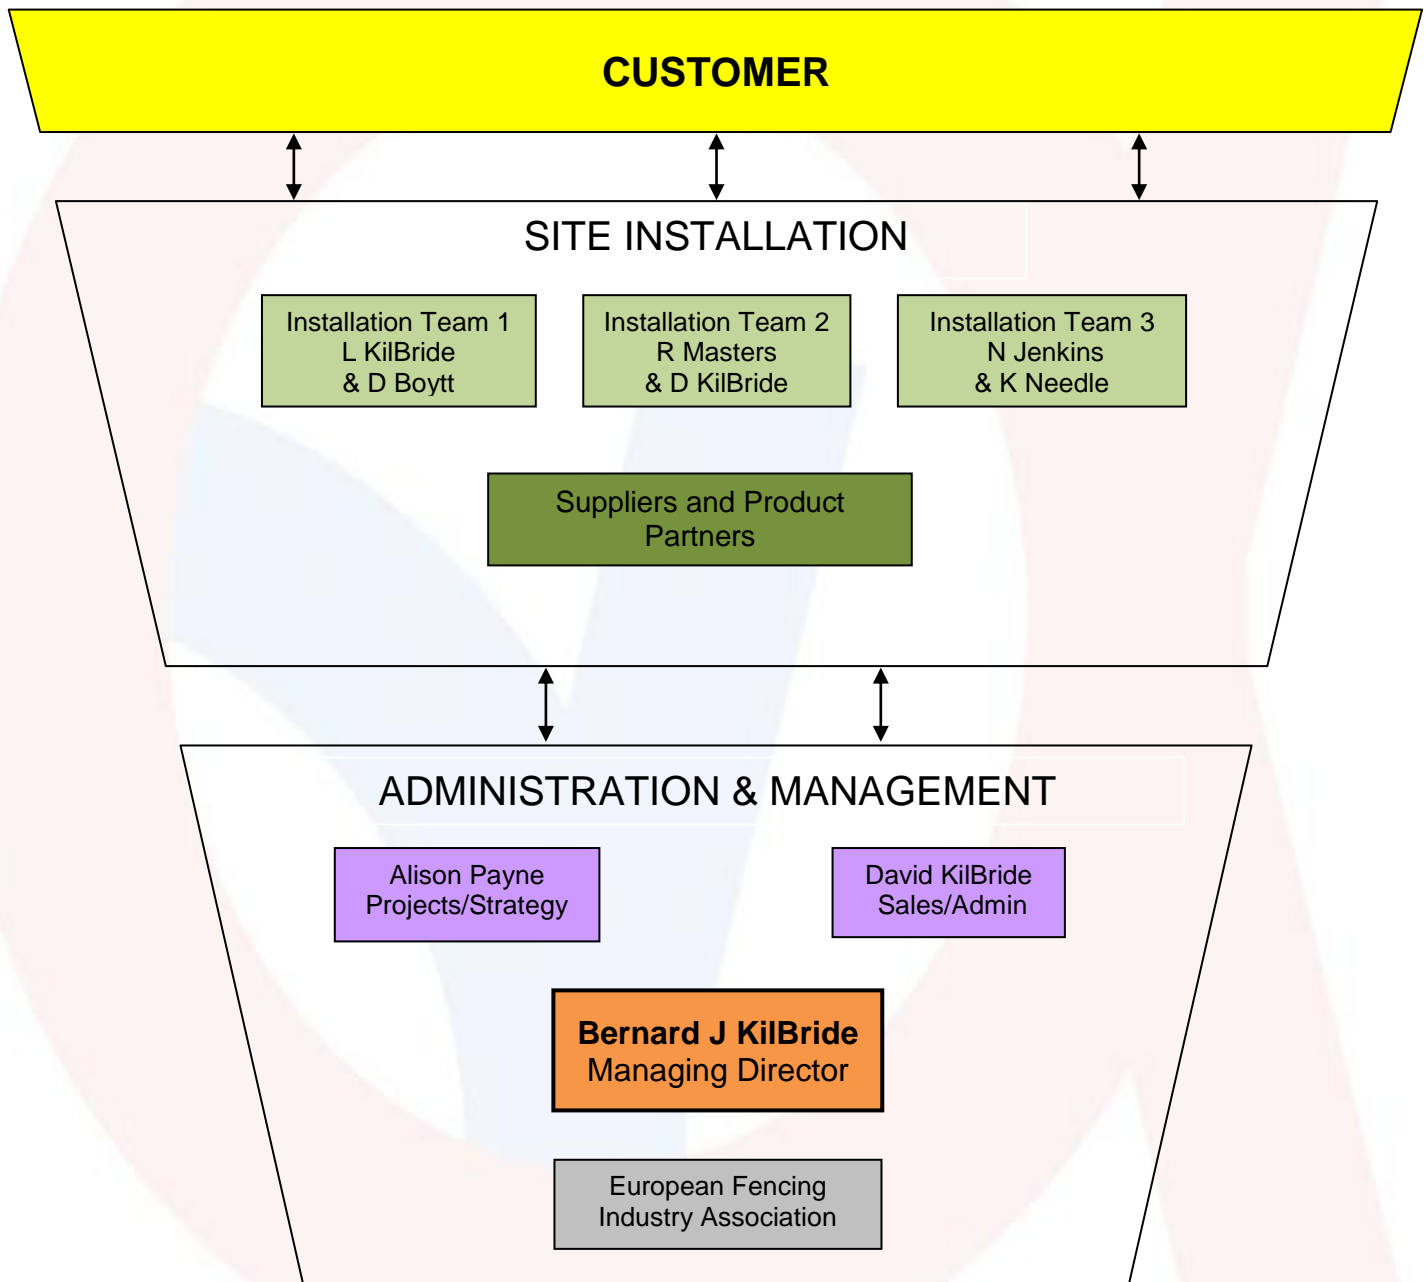 CUSTOMER
SITE INSTALLATION
Installation Team 1
L KilBride
& D Boytt
Installation Team 2
R Masters
& D KilBride
Installation Team 3
N Jenkins
& K Needle
Suppliers and Product
Partners
ADMINISTRATION & MANAGEMENT
Alison Payne
Projects/Strategy
David KilBride
Sales/Admin
Bernard J KilBride
Managing Director
European Fencing
Industry Association